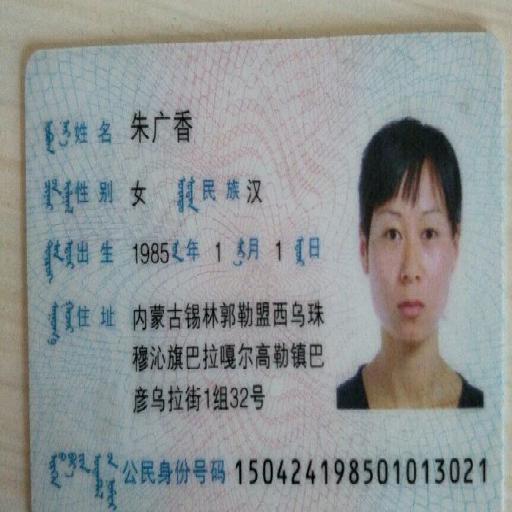 姓名 朱广香
性别 女 民族 汉
出生 1985 年 1 月 1 日
住址 内蒙古锡林郭勒盟西乌珠
穆沁旗巴拉嘎尔高勒镇巴
彦乌拉街1组32号
公民身份号码 150424198501013021